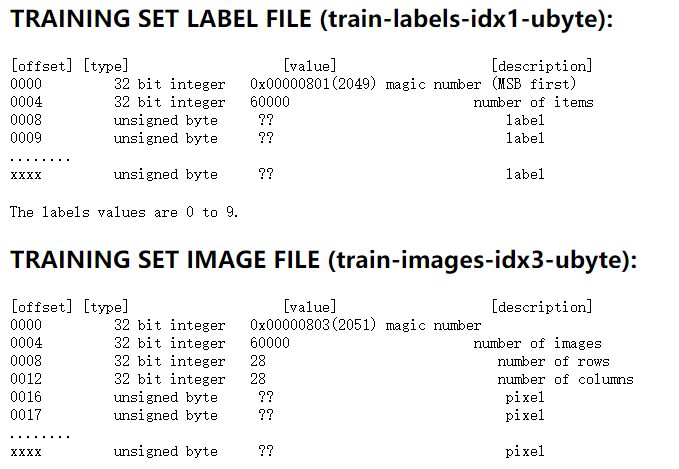 TRAINING SET LABEL FILE (train-labels-idx1-ubyte):
[offset] [type] [value] [description]
0000 32 bit integer 0x00000801(2049) magic number (MSB first)
0004 32 bit integer 60000 number of items
0008 unsigned byte ?? label
0009 unsigned byte ?? label
........
xxxx unsigned byte ?? label
The labels values are 0 to 9.
TRAINING SET IMAGE FILE (train-images-idx3-ubyte):
[offset] [type] [value] [description]
0000 32 bit integer 0x00000803(2051) magic number
0004 32 bit integer 60000 number of images
0008 32 bit integer 28 number of rows
0012 32 bit integer 28 number of columns
0016 unsigned byte ?? pixel
0017 unsigned byte ?? pixel
........
xxxx unsigned byte ?? pixel